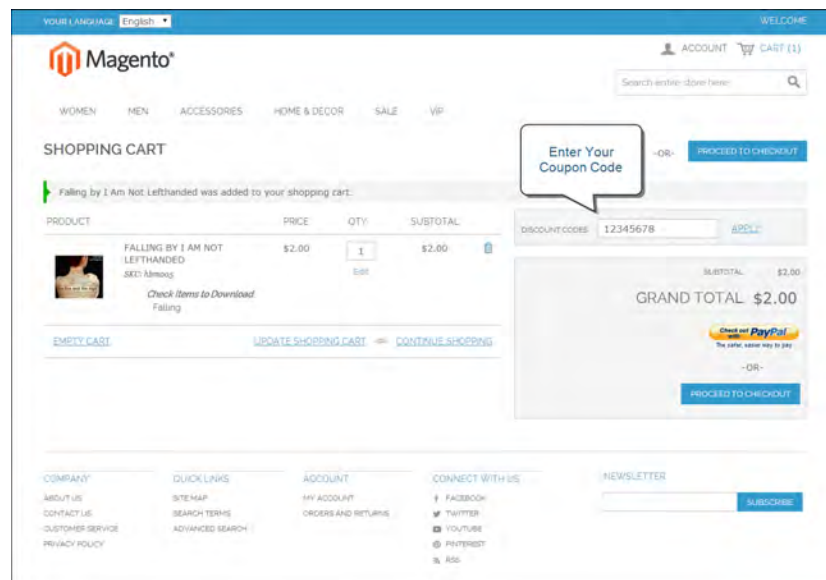 YOUR LANGUAGE English WELCOME
Magento®
ACCOUNT CART (1)
Search entire store here
WOMEN MEN ACCESSORIES HOME & DECOR SALE VIP
SHOPPING CART
Enter Your
Coupon Code
-OR- PROCEED TO CHECKOUT
Falling by I Am Not Lefthanded was added to your shopping cart.
PRODUCT PRICE QTY SUBTOTAL
FALLING BY I AM NOT
LEFTHANDED
$2.00 1 $2.00
Edit
SKU: hbm005
Check items to Download
Falling
DISCOUNT CODES 12345678 APPLY
SUBTOTAL $2.00
GRAND TOTAL $2.00
Check out with PayPal
The safer, easier way to pay
-OR-
PROCEED TO CHECKOUT
EMPTY CART UPDATE SHOPPING CART -or- CONTINUE SHOPPING
COMPANY
ABOUT US
CONTACT US
CUSTOMER SERVICE
PRIVACY POLICY
QUICK LINKS
SITE MAP
SEARCH TERMS
ADVANCED SEARCH
ACCOUNT
MY ACCOUNT
ORDERS AND RETURNS
CONNECT WITH US
FACEBOOK
TWITTER
YOUTUBE
PINTEREST
RSS
NEWSLETTER
SUBSCRIBE